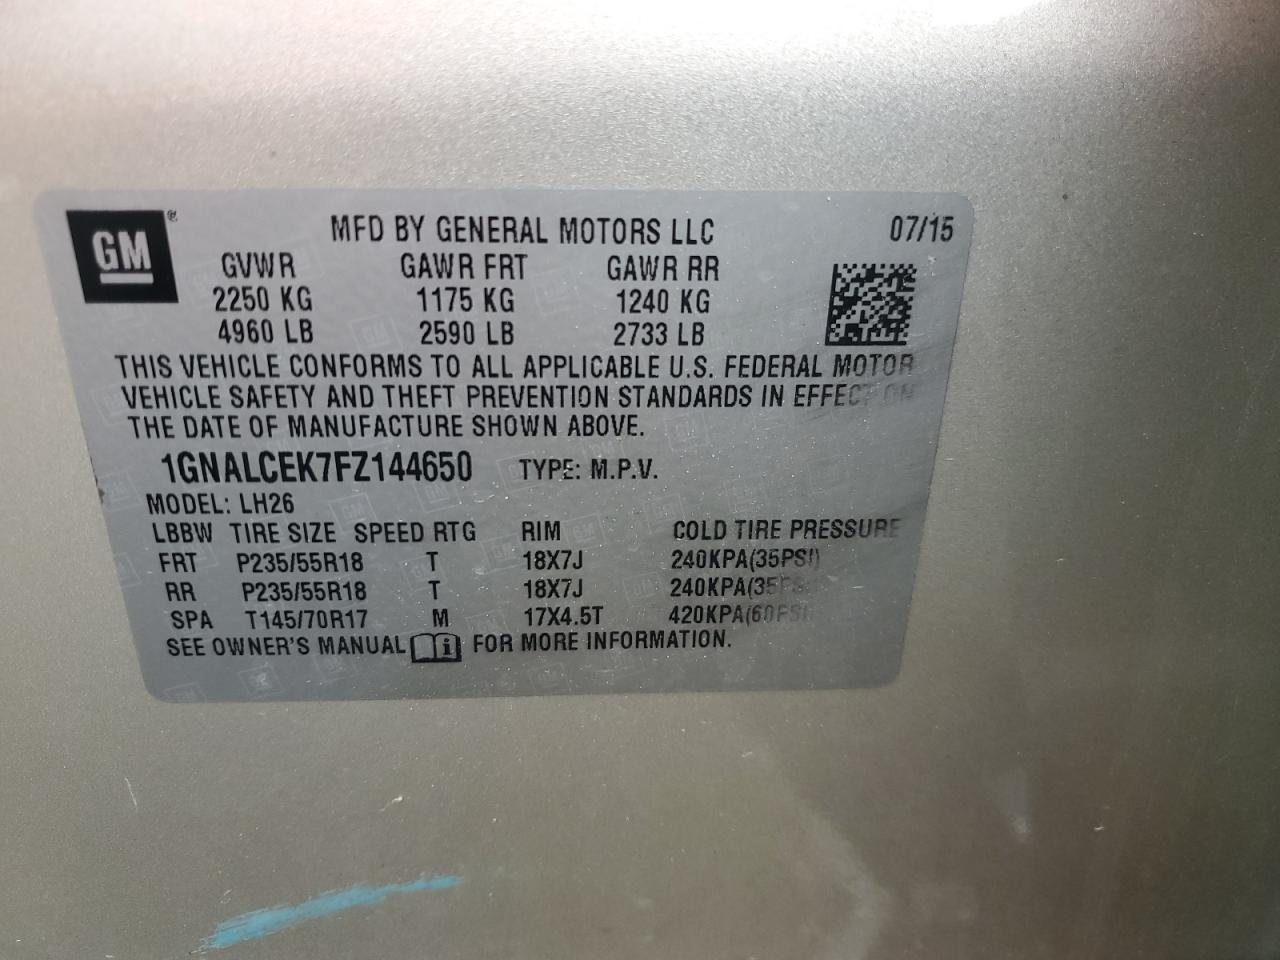 GM ®
MFD BY GENERAL MOTORS LLC 07/15
GVWR GAWR FRT GAWR RR
2250 KG 1175 KG 1240 KG
4960 LB 2590 LB 2733 LB
THIS VEHICLE CONFORMS TO ALL APPLICABLE U.S. FEDERAL MOTOR
VEHICLE SAFETY AND THEFT PREVENTION STANDARDS IN EFFECT ON
THE DATE OF MANUFACTURE SHOWN ABOVE.
1GNALCEK7FZ144650 TYPE: M.P.V.
MODEL: LH26
LBBW TIRE SIZE SPEED RTG RIM COLD TIRE PRESSURE
FRT P235/55R18 T 18X7J 240KPA(35PSI)
RR P235/55R18 T 18X7J 240KPA(35PSI
SPA T145/70R17 M 17X4.5T 420KPA(60PSI
SEE OWNER'S MANUAL i FOR MORE INFORMATION.